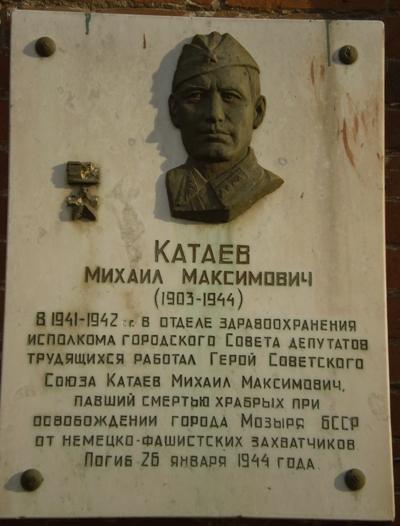 КАТАЕВ
МИХАИЛ МАКСИМОВИЧ
(1903-1944)
В 1941-1942 г.г. В ОТДЕЛЕ ЗДРАВООХРАНЕНИЯ
ИСПОЛКОМА ГОРОДСКОГО СОВЕТА ДЕПУТАТОВ
ТРУДЯЩИХСЯ РАБОТАЛ ГЕРОЙ СОВЕТСКОГО
СОЮЗА КАТАЕВ МИХАИЛ МАКСИМОВИЧ,
ПАВШИЙ СМЕРТЬЮ ХРАБРЫХ ПРИ
ОСВОБОЖДЕНИИ ГОРОДА МОЗЫРЯ БССР
ОТ НЕМЕЦКО-ФАШИСТСКИХ ЗАХВАТЧИКОВ.
ПОГИБ 26 ЯНВАРЯ 1944 ГОДА.